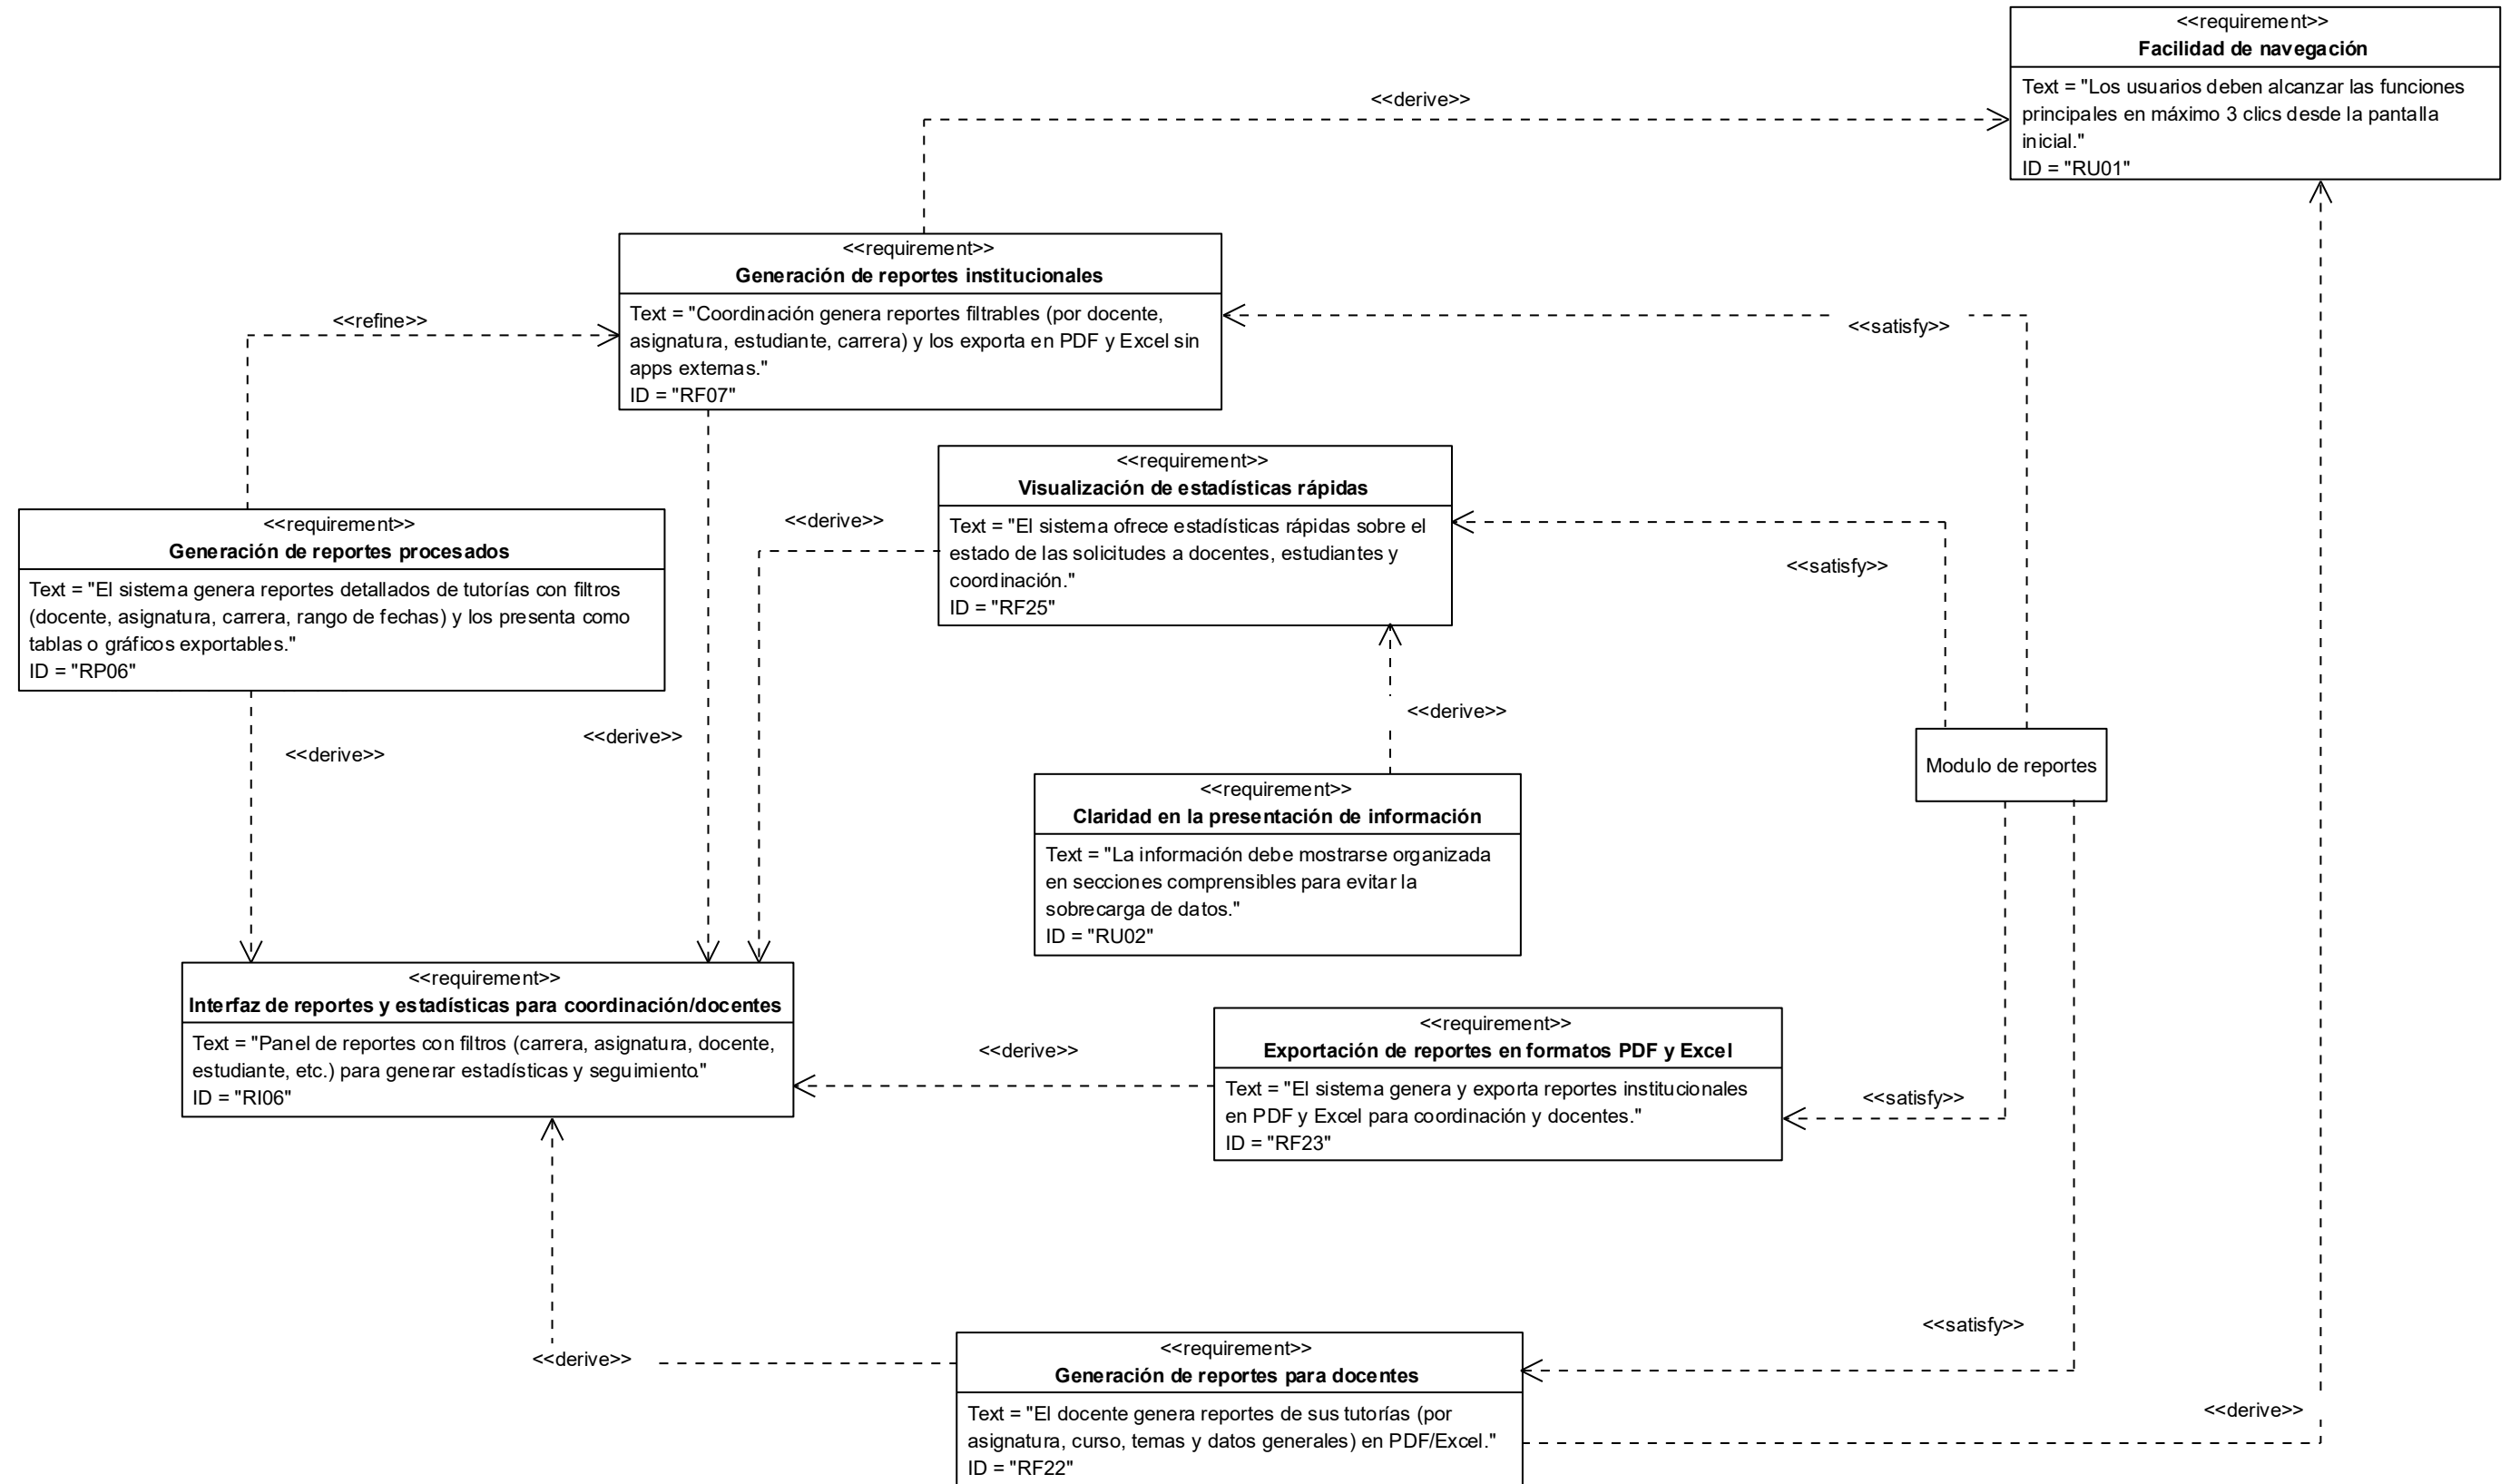 <<requirement>>
Facilidad de navegación
Text = "Los usuarios deben alcanzar las funciones
principales en máximo 3 clics desde la pantalla
inicial."
ID = "RU01"
<<derive>>
<<requirement>>
Generación de reportes institucionales
Text = "Coordinación genera reportes filtrables (por docente,
asignatura, estudiante, carrera) y los exporta en PDF y Excel sin
apps externas."
ID = "RF07"
<<refine>>
<<satisfy>>
<<requirement>>
Visualización de estadísticas rápidas
Text = "El sistema ofrece estadísticas rápidas sobre el
estado de las solicitudes a docentes, estudiantes y
coordinación."
ID = "RF25"
<<derive>>
<<satisfy>>
<<requirement>>
Generación de reportes procesados
Text = "El sistema genera reportes detallados de tutorías con filtros
(docente, asignatura, carrera, rango de fechas) y los presenta como
tablas o gráficos exportables."
ID = "RP06"
<<derive>>
<<derive>>
<<derive>>
Modulo de reportes
<<requirement>>
Claridad en la presentación de información
Text = "La información debe mostrarse organizada
en secciones comprensibles para evitar la
sobrecarga de datos."
ID = "RU02"
<<requirement>>
Interfaz de reportes y estadísticas para coordinación/docentes
Text = "Panel de reportes con filtros (carrera, asignatura, docente,
estudiante, etc.) para generar estadísticas y seguimiento."
ID = "RI06"
<<derive>>
<<requirement>>
Exportación de reportes en formatos PDF y Excel
Text = "El sistema genera y exporta reportes institucionales
en PDF y Excel para coordinación y docentes."
ID = "RF23"
<<satisfy>>
<<satisfy>>
<<derive>>
<<requirement>>
Generación de reportes para docentes
Text = "El docente genera reportes de sus tutorías (por
asignatura, curso, temas y datos generales) en PDF/Excel."
ID = "RF22"
<<derive>>